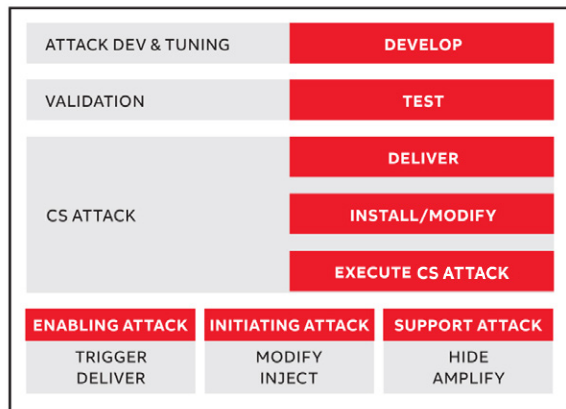 ATTACK DEV & TUNING
DEVELOP
VALIDATION
TEST
CS ATTACK
DELIVER
INSTALL/MODIFY
EXECUTE CS ATTACK
ENABLING ATTACK
TRIGGER
DELIVER
INITIATING ATTACK
MODIFY
INJECT
SUPPORT ATTACK
HIDE
AMPLIFY